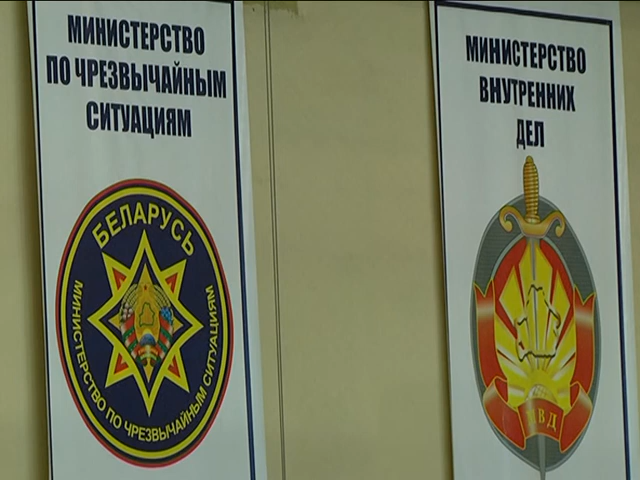 МИНИСТЕРСТВО
ПО ЧРЕЗВЫЧАЙНЫМ
СИТУАЦИЯМ
БЕЛАРУСЬ
МИНИСТЕРСТВО ПО ЧРЕЗВЫЧАЙНЫМ СИТУАЦИЯМ
МИНИСТЕРСТВО
ВНУТРЕННИХ
ДЕЛ
МВД